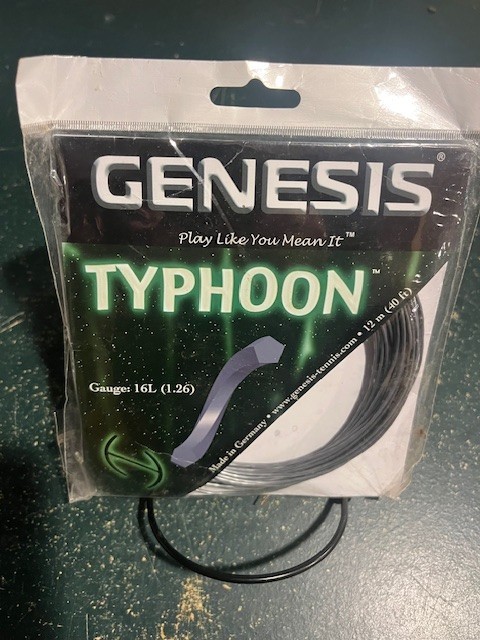 GENESIS®
Play Like You Mean It™
TYPHOON™
Gauge: 16L (1.26)
Made in Germany • www.genesis-tennis.com • 12 m (40 ft)